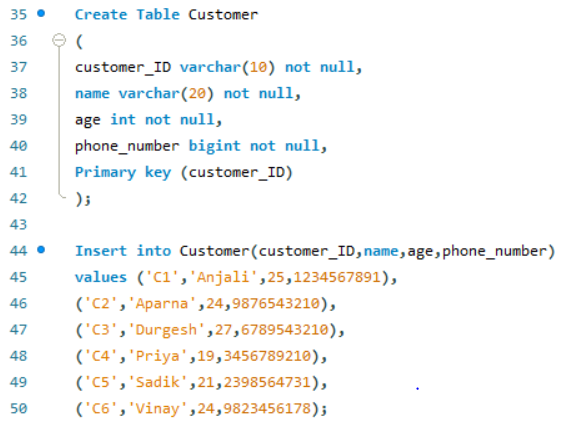 35 Create Table Customer
36 (
37 customer_ID varchar(10) not null,
38 name varchar(20) not null,
39 age int not null,
40 phone_number bigint not null,
41 Primary key (customer_ID)
42 );
43
44 Insert into Customer(customer_ID,name,age,phone_number)
45 values ('C1','Anjali',25,1234567891),
46 ('C2','Aparna',24,9876543210),
47 ('C3','Durgesh',27,6789543210),
48 ('C4','Priya',19,3456789210),
49 ('C5','Sadik',21,2398564731),
50 ('C6','Vinay',24,9823456178);